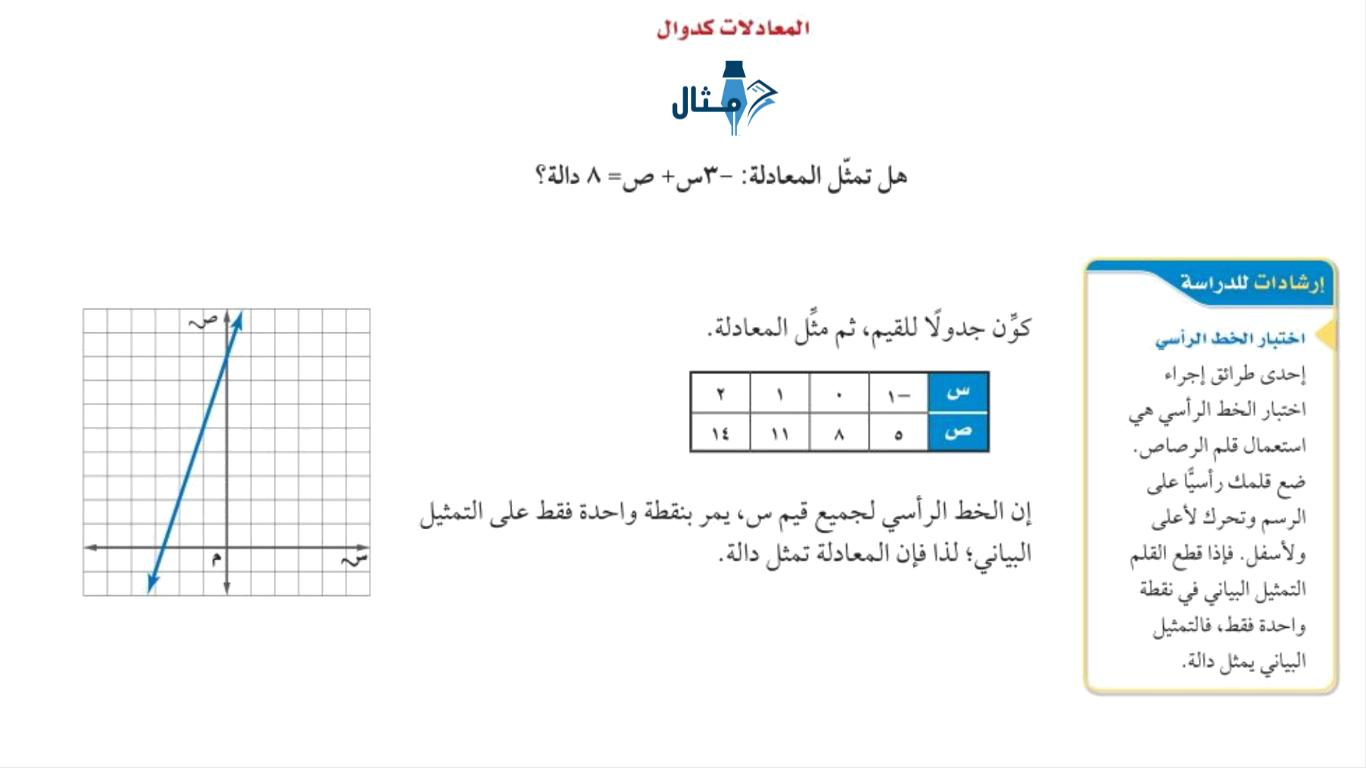 المعادلات كدوال
مثال
هل تمثّل المعادلة: -٣س+ ص= ٨ دالة؟
إرشادات للدراسة
اختبار الخط الرأسي
إحدى طرائق إجراء
اختبار الخط الرأسي هي
استعمال قلم الرصاص.
ضع قلمك رأسيًّا على
الرسم وتحرك لأعلى
ولأسفل. فإذا قطع القلم
التمثيل البياني في نقطة
واحدة فقط، فالتمثيل
البياني يمثل دالة.
كوِّن جدولًا للقيم، ثم مثِّل المعادلة.
س -١ ٠ ١ ٢
ص ٥ ٨ ١١ ١٤
إن الخط الرأسي لجميع قيم س، يمر بنقطة واحدة فقط على التمثيل
البياني؛ لذا فإن المعادلة تمثل دالة.
ص
س
م